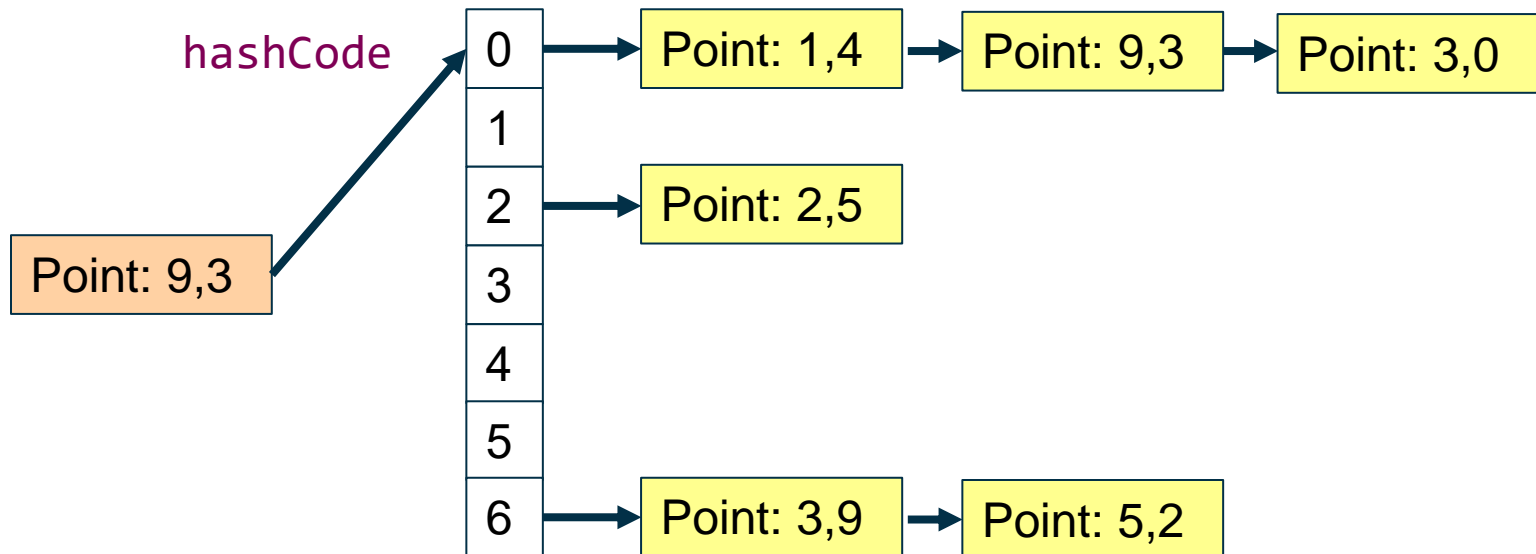 hashCode
0
Point: 1,4
Point: 9,3
Point: 3,0
1
2
Point: 2,5
Point: 9,3
3
4
5
6
Point: 3,9
Point: 5,2